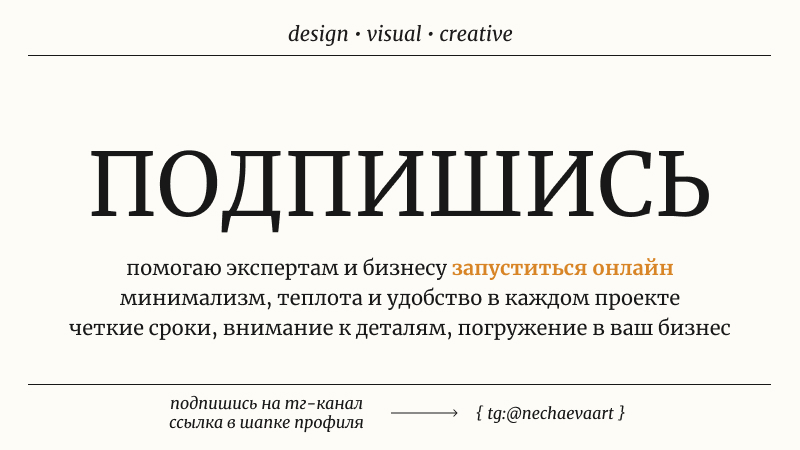 design • visual • creative
ПОДПИШИСЬ
помогаю экспертам и бизнесу запуститься онлайн
минимализм, теплота и удобство в каждом проекте
четкие сроки, внимание к деталям, погружение в ваш бизнес
подпишись на тг-канал
ссылка в шапке профиля
{ tg:@nechaevaart }